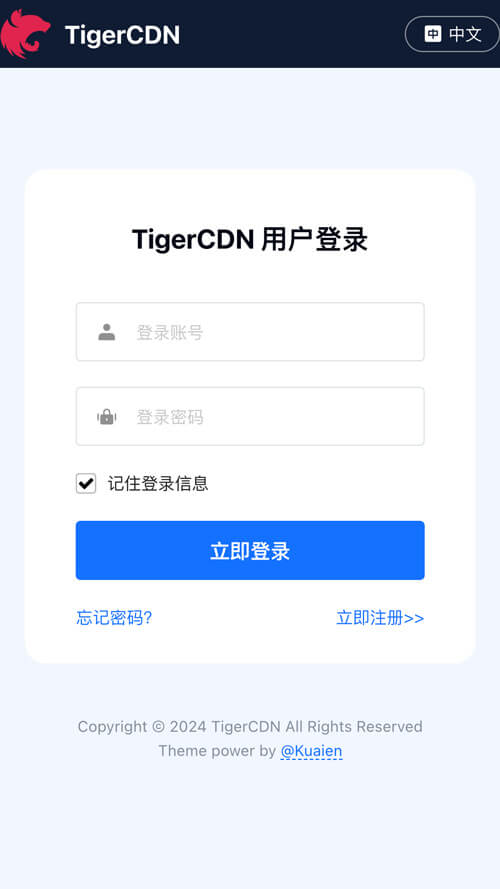 TigerCDN
中 中文
TigerCDN 用户登录
登录账号
登录密码
记住登录信息
立即登录
忘记密码?
立即注册>>
Copyright © 2024 TigerCDN All Rights Reserved
Theme power by @Kuaien